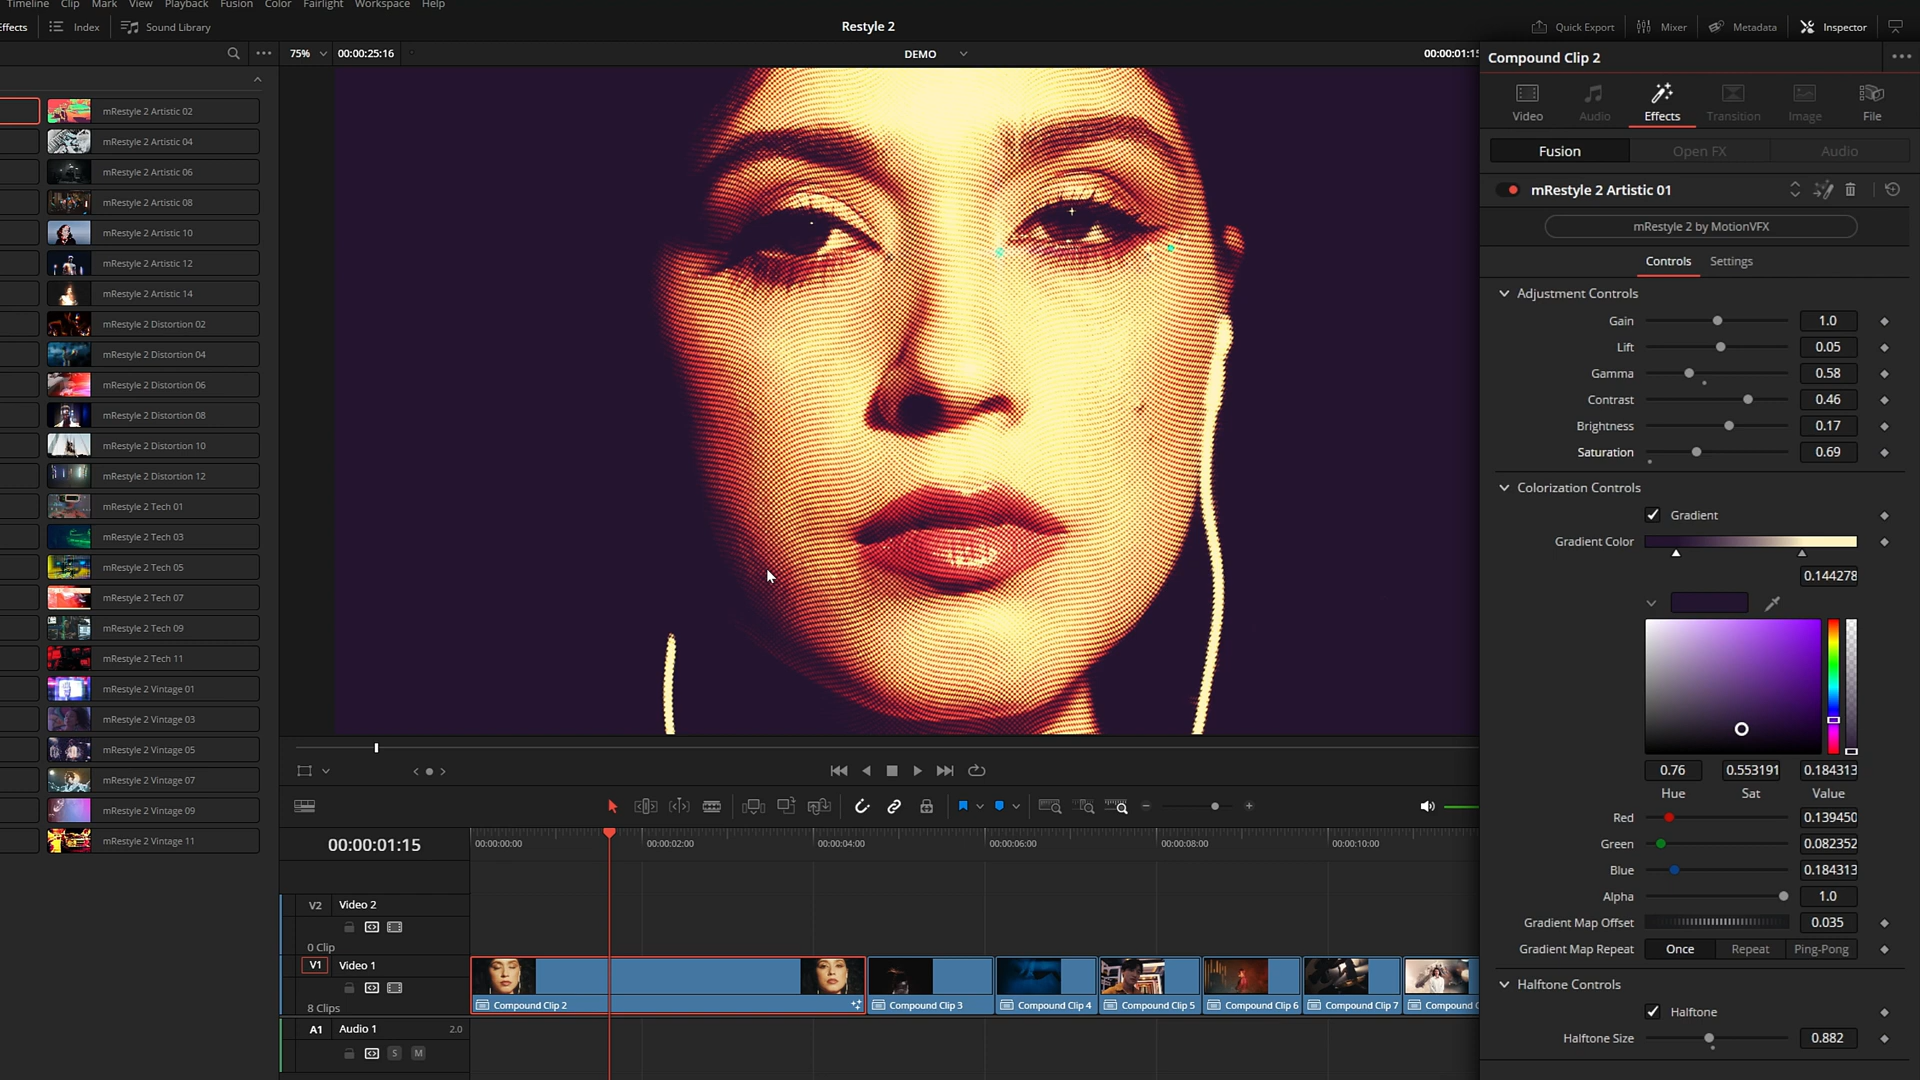 Timeline Clip Mark View Playback Fusion Color Fairlight Workspace Help
Effects Index Sound Library
Restyle 2
Quick Export Mixer Metadata Inspector
75% 00:00:25:16
DEMO
00:00:01:15
Compound Clip 2
Video Audio Effects Transition Image File
Fusion Open FX Audio
mRestyle 2 Artistic 01
mRestyle 2 by MotionVFX
Controls Settings
Adjustment Controls
Gain 1.0
Lift 0.05
Gamma 0.58
Contrast 0.46
Brightness 0.17
Saturation 0.69
Colorization Controls
Gradient
Gradient Color
0.144278
0.76 0.553191 0.184313
Hue Sat Value
Red 0.139450
Green 0.082352
Blue 0.184313
Alpha 1.0
Gradient Map Offset 0.035
Gradient Map Repeat Once Repeat Ping-Pong
Halftone Controls
Halftone
Halftone Size 0.882
mRestyle 2 Artistic 02
mRestyle 2 Artistic 04
mRestyle 2 Artistic 06
mRestyle 2 Artistic 08
mRestyle 2 Artistic 10
mRestyle 2 Artistic 12
mRestyle 2 Artistic 14
mRestyle 2 Distortion 02
mRestyle 2 Distortion 04
mRestyle 2 Distortion 06
mRestyle 2 Distortion 08
mRestyle 2 Distortion 10
mRestyle 2 Distortion 12
mRestyle 2 Tech 01
mRestyle 2 Tech 03
mRestyle 2 Tech 05
mRestyle 2 Tech 07
mRestyle 2 Tech 09
mRestyle 2 Tech 11
mRestyle 2 Vintage 01
mRestyle 2 Vintage 03
mRestyle 2 Vintage 05
mRestyle 2 Vintage 07
mRestyle 2 Vintage 09
mRestyle 2 Vintage 11
00:00:01:15
00:00:00:00 00:00:02:00 00:00:04:00 00:00:06:00 00:00:08:00 00:00:10:00
V2 Video 2
0 Clip
V1 Video 1
8 Clips
Compound Clip 2 Compound Clip 3 Compound Clip 4 Compound Clip 5 Compound Clip 6 Compound Clip 7 Compound C
A1 Audio 1 2.0
S M